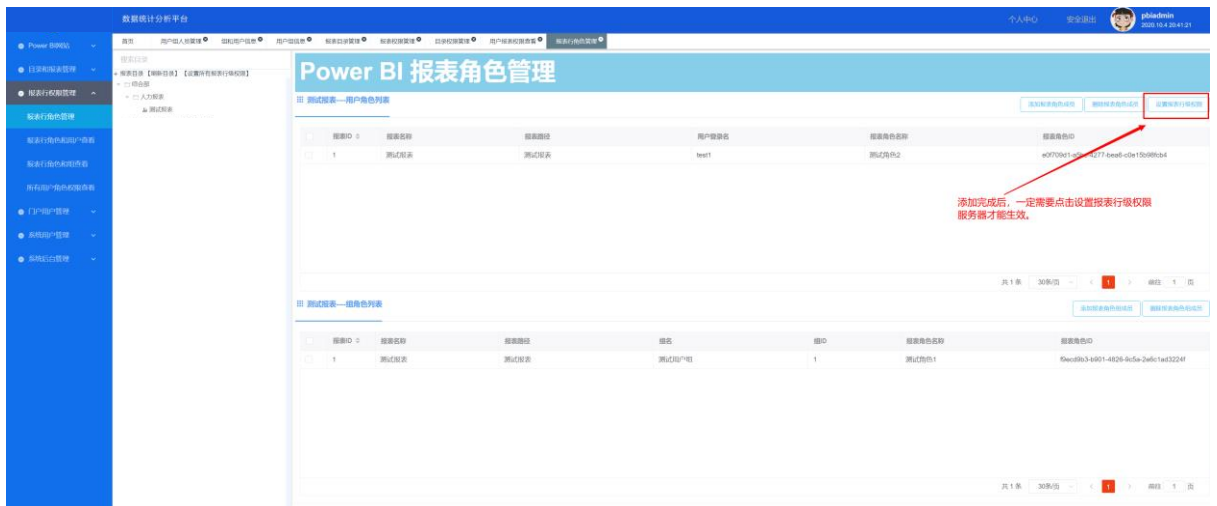 数据统计分析平台
个人中心
安全退出
pbiadmin
2020.10.4 20:41:21
Power BI网站
目录和报表管理
报表行权限管理
报表行角色管理
报表行角色和用户查看
报表行角色和组查看
所有用户角色权限查看
门户用户管理
系统用户管理
系统后台管理
首页
用户组人员管理
组和用户信息
用户组信息
报表目录管理
报表权限管理
目录权限管理
用户报表权限查看
报表行角色管理
搜索目录
报表目录【刷新目录】【设置所有报表行级权限】
综合部
人力报表
测试报表
Power BI 报表角色管理
测试报表---用户角色列表
添加报表角色成员
删除报表角色成员
设置报表行级权限
报表ID 报表名称 报表路径 用户登录名 报表角色名称 报表角色ID
1 测试报表 测试报表 test1 测试角色2
添加完成后，一定需要点击设置报表行级权限
服务器才能生效。
共 1 条 30条/页 1 前往 1 页
测试报表---组角色列表
添加报表角色组成员
删除报表角色组成员
报表ID 报表名称 报表路径 组名 组ID 报表角色名称 报表角色ID
1 测试报表 测试报表 测试用户组 1 测试角色1 f9ecd9b3-b901-4826-9c5a-2a6c1ad3224f
共 1 条 30条/页 1 前往 1 页